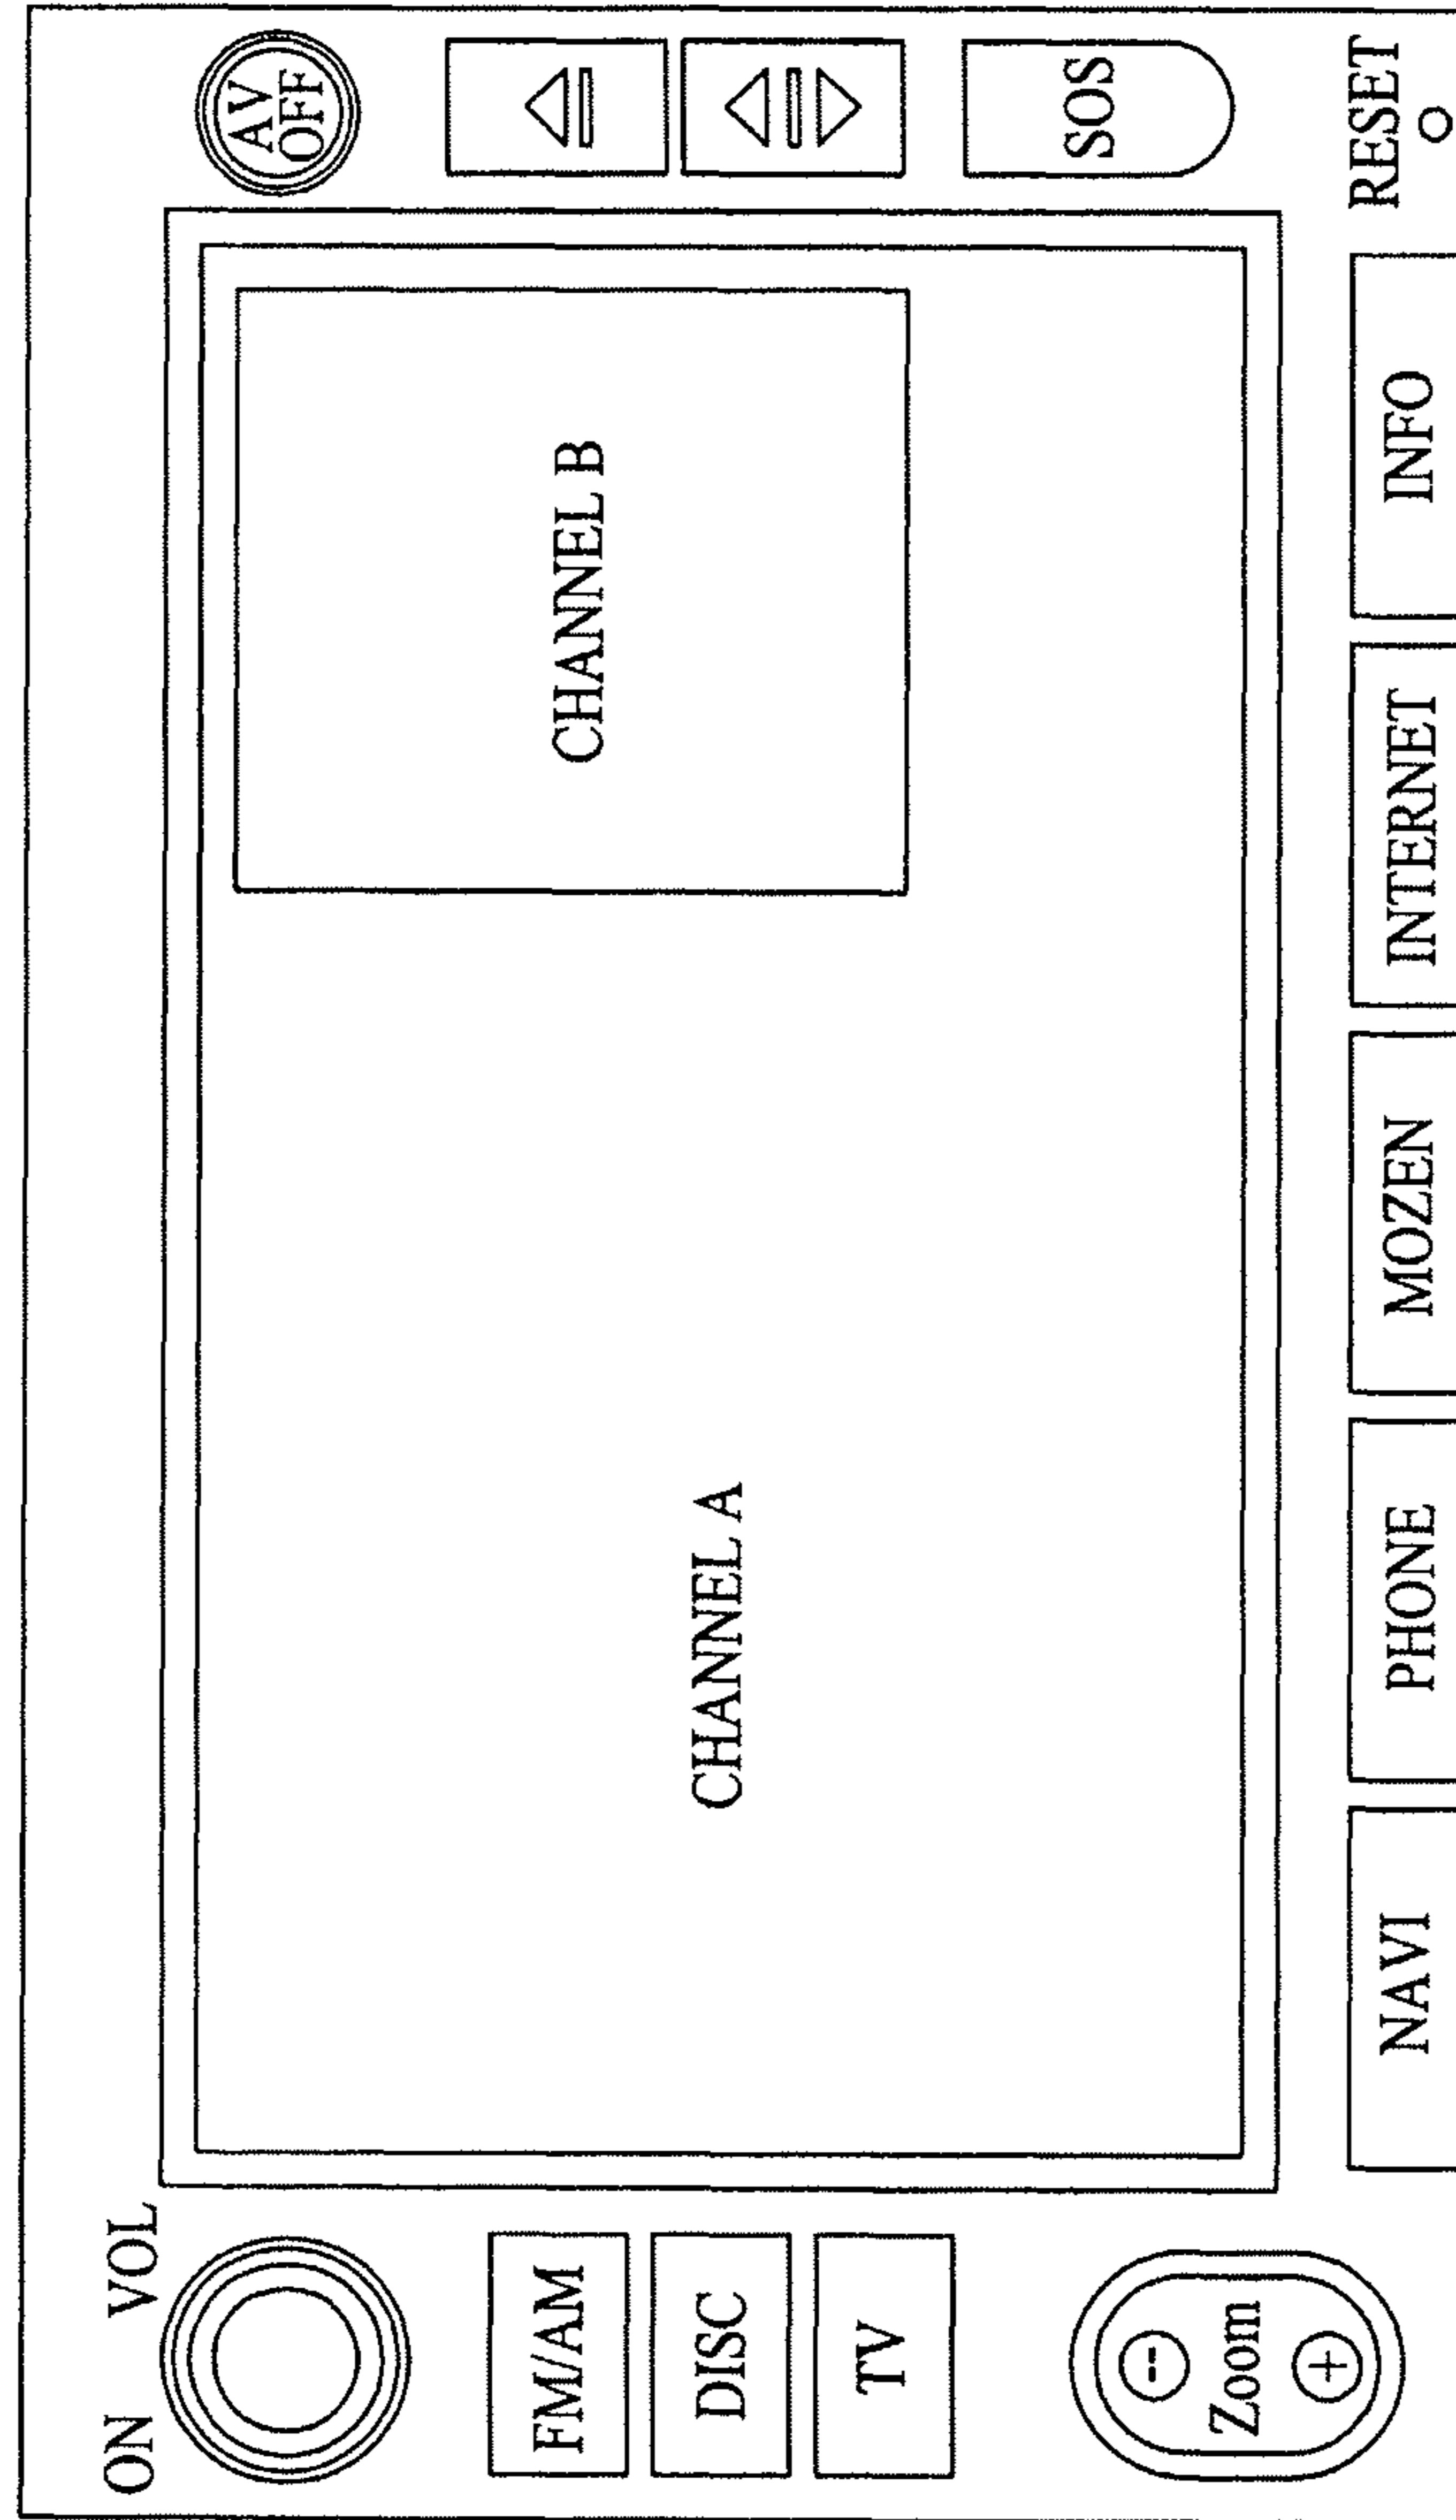 ON VOL
FM/AM
DISC
TV
-
Zoom
+
CHANNEL A
CHANNEL B
AV
OFF
SOS
RESET
NAVI
PHONE
MOZEN
INTERNET
INFO